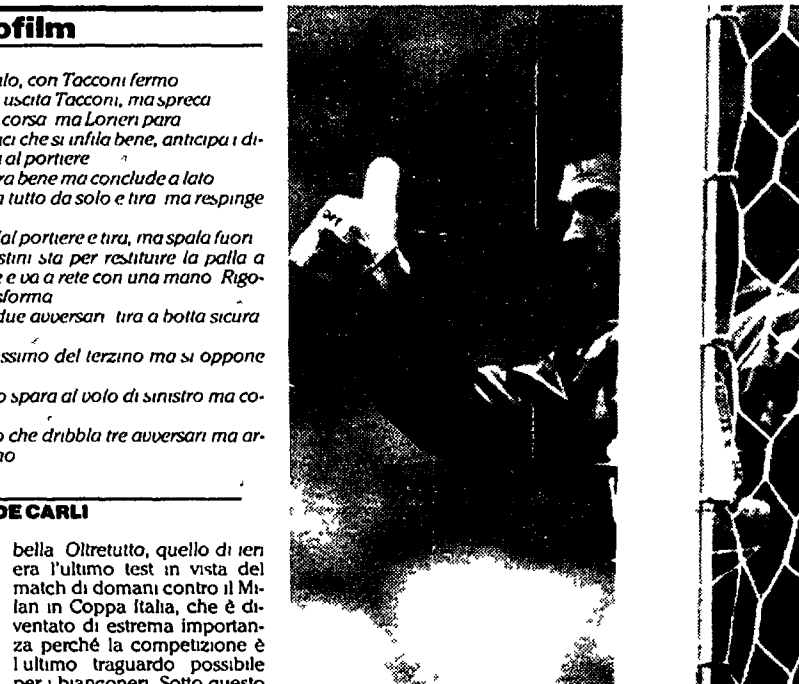 ofilm
lo, con Tacconi fermo
uscita Tacconi, ma spreca
corsa ma Lorieri para
ci che si infila bene, anticipa i di-
al portiere
ra bene ma conclude a lato
a tutto da solo e tira ma respinge
al portiere e tira, ma spala fuori
stini sta per restituire la palla a
e e va a rete con una mano Rigo-
sforma
due avversari tira a botta sicura
ssimo del terzino ma si oppone
o spara al volo di sinistro ma co-
o che dribbla tre avversari ma ar-
no
DE CARLI
bella Oltretutto, quello di ieri
era l'ultimo test in vista del
match di domani contro il Mi-
lan in Coppa Italia, che è di-
ventato di estrema importan-
za perché la competizione è
l ultimo traguardo possibile
per i bianconeri Sotto questo